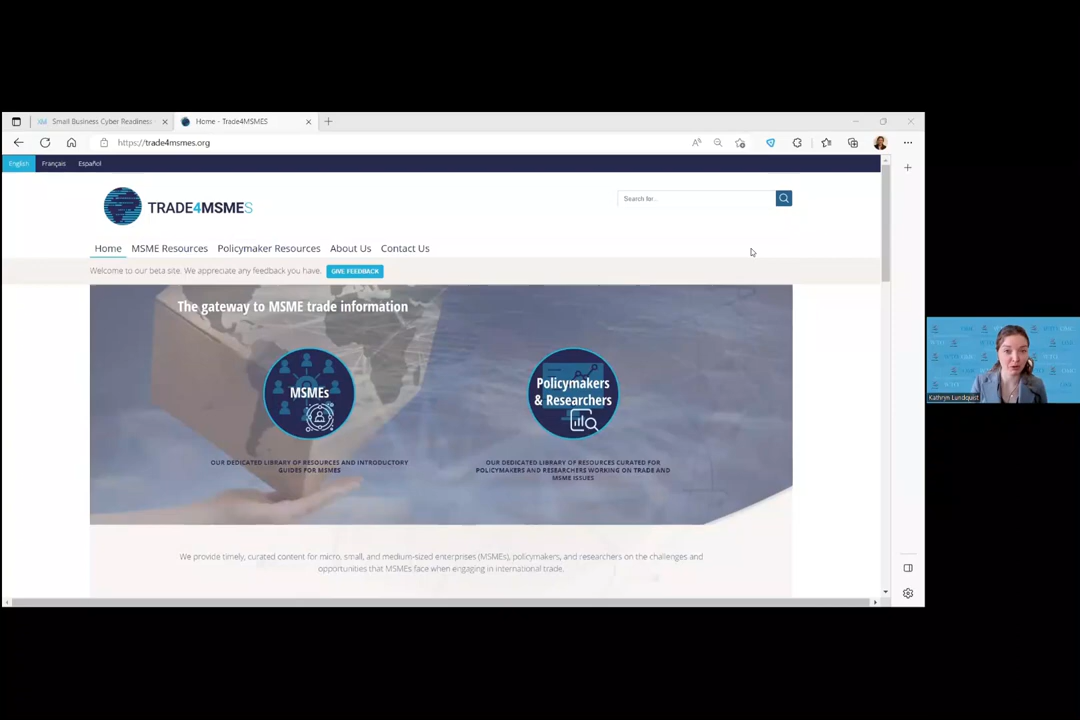 Small Business Cyber Readiness
Home - Trade4MSMES
https://trade4msmes.org
English
Français
Español
TRADE4MSMES
Search for..
Home
MSME Resources
Policymaker Resources
About Us
Contact Us
Welcome to our beta site. We appreciate any feedback you have.
GIVE FEEDBACK
The gateway to MSME trade information
MSMEs
Policymakers
& Researchers
OUR DEDICATED LIBRARY OF RESOURCES AND INTRODUCTORY
GUIDES FOR MSMES
OUR DEDICATED LIBRARY OF RESOURCES CURATED FOR
POLICYMAKERS AND RESEARCHERS WORKING ON TRADE AND
MSME ISSUES
We provide timely, curated content for micro, small, and medium-sized enterprises (MSMEs), policymakers, and researchers on the challenges and
opportunities that MSMEs face when engaging in international trade.
Kathryn Lundquist